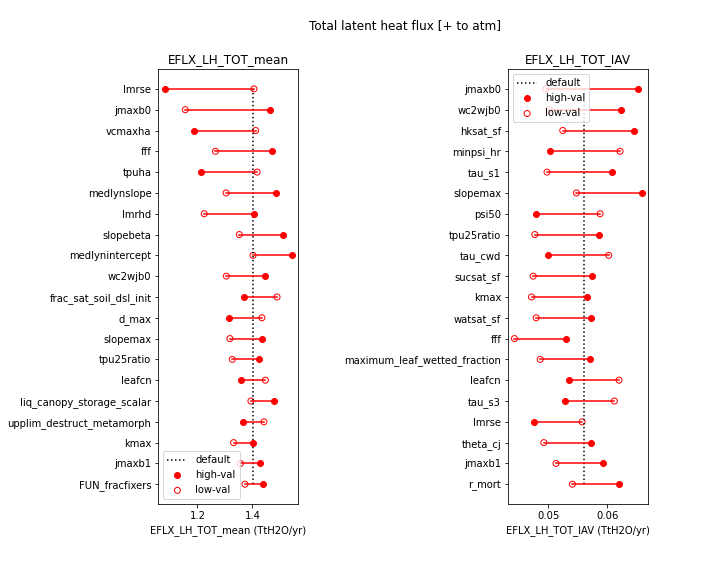 Total latent heat flux [+ to atm]
EFLX_LH_TOT_mean
lmrse
jmaxb0
vcmaxha
fff
tpuha
medlynslope
lmrhd
slopebeta
medlynintercept
wc2wjb0
frac_sat_soil_dsl_init
d_max
slopemax
tpu25ratio
leafcn
liq_canopy_storage_scalar
upplim_destruct_metamorph
kmax
jmaxb1
FUN_fracfixers
default
high-val
low-val
1.2 1.4
EFLX_LH_TOT_mean (TtH2O/yr)
EFLX_LH_TOT_IAV
default
high-val
low-val
jmaxb0
wc2wjb0
hksat_sf
minpsi_hr
tau_s1
slopemax
psi50
tpu25ratio
tau_cwd
sucsat_sf
kmax
watsat_sf
fff
maximum_leaf_wetted_fraction
leafcn
tau_s3
lmrse
theta_cj
jmaxb1
r_mort
0.05 0.06
EFLX_LH_TOT_IAV (TtH2O/yr)